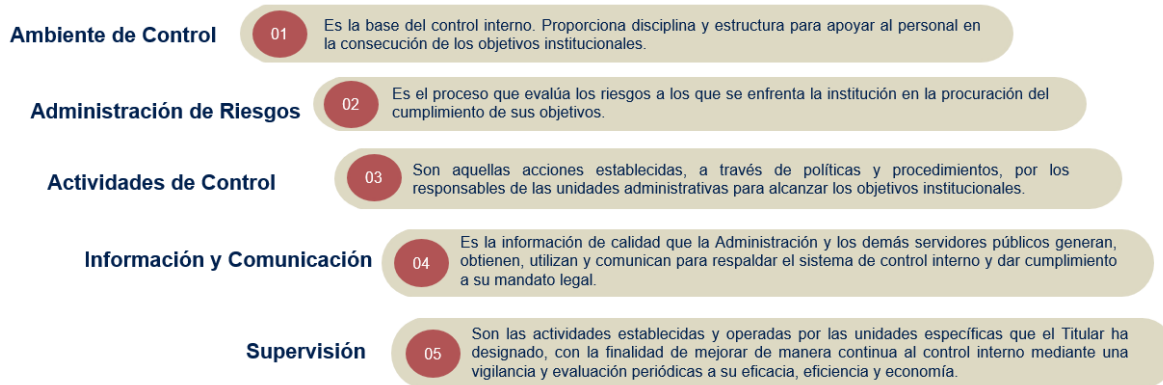 Ambiente de Control
01
Es la base del control interno. Proporciona disciplina y estructura para apoyar al personal en
la consecución de los objetivos institucionales.
Administración de Riesgos
02
Es el proceso que evalúa los riesgos a los que se enfrenta la institución en la procuración del
cumplimiento de sus objetivos.
Actividades de Control
03
Son aquellas acciones establecidas, a través de políticas y procedimientos, por los
responsables de las unidades administrativas para alcanzar los objetivos institucionales.
Información y Comunicación
04
Es la información de calidad que la Administración y los demás servidores públicos generan,
obtienen, utilizan y comunican para respaldar el sistema de control interno y dar cumplimiento
a su mandato legal.
Supervisión
05
Son las actividades establecidas y operadas por las unidades específicas que el Titular ha
designado, con la finalidad de mejorar de manera continua al control interno mediante una
vigilancia y evaluación periódicas a su eficacia, eficiencia y economía.